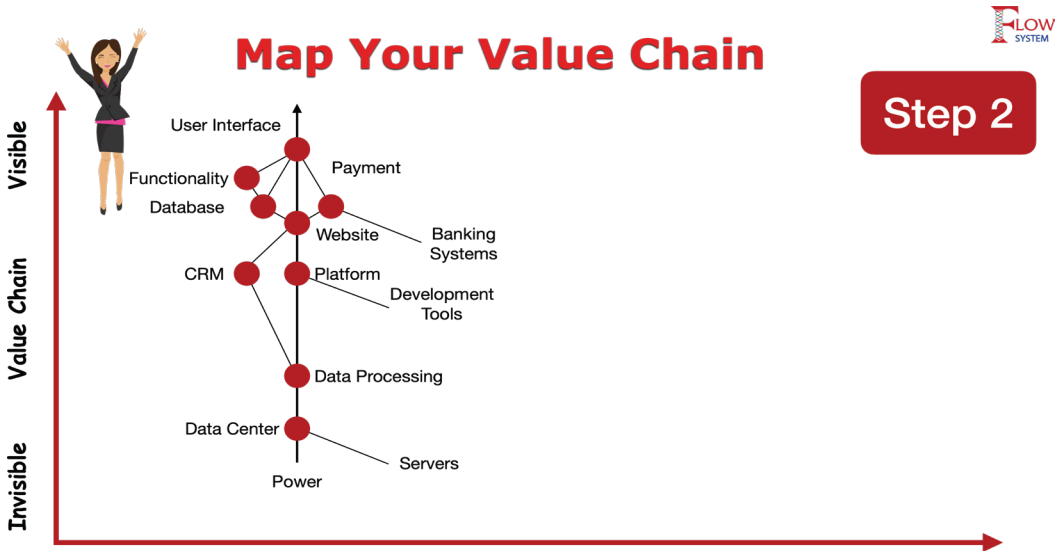 FLOW
SYSTEM
Map Your Value Chain
Step 2
Visible
Value Chain
Invisible
User Interface
Payment
Functionality
Database
Website
Banking
Systems
CRM
Platform
Development
Tools
Data Processing
Data Center
Servers
Power